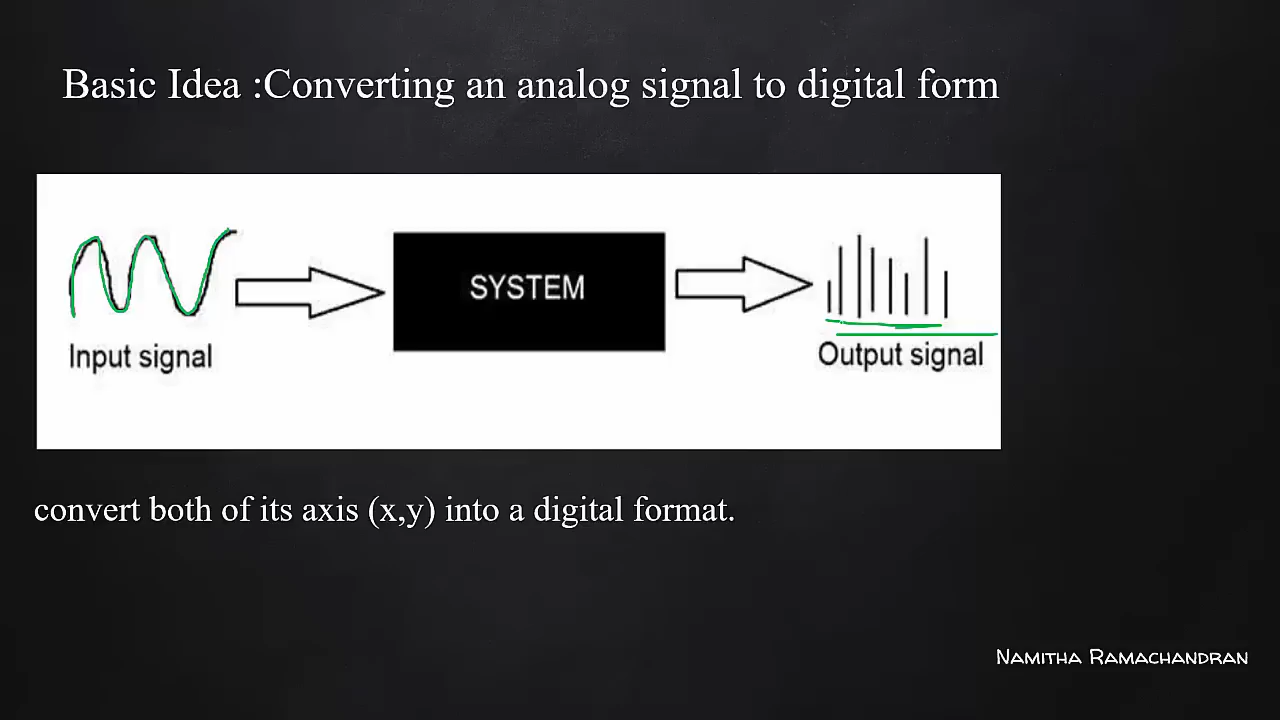 Basic Idea :Converting an analog signal to digital form
SYSTEM
Input signal
Output signal
convert both of its axis (x,y) into a digital format.
Namitha Ramachandran